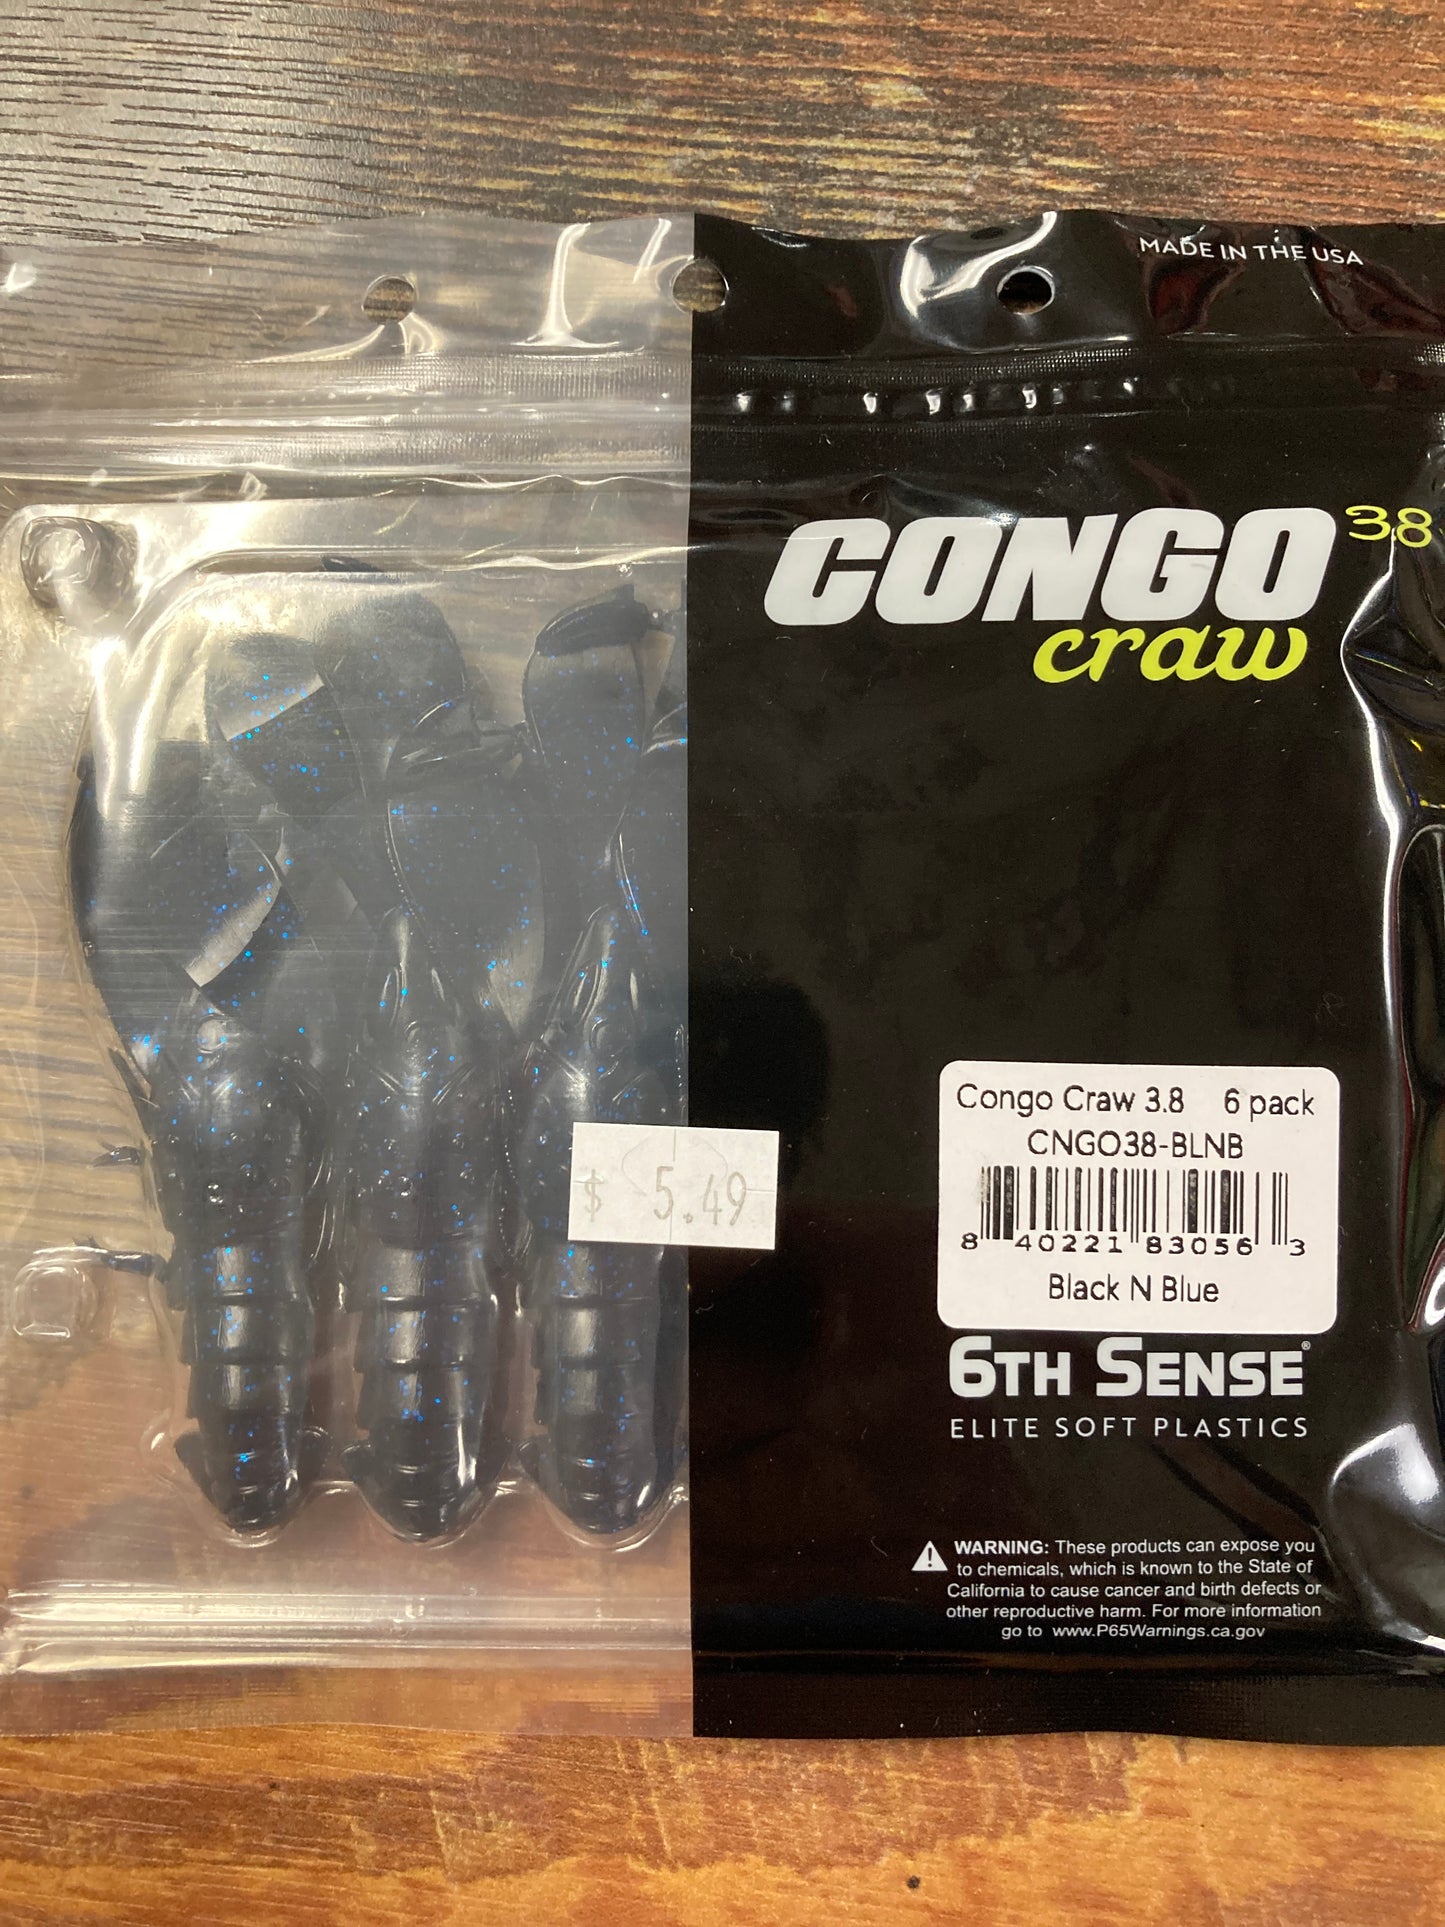 MADE IN THE USA
CONGO 3.8
craw
Congo Craw 3.8 6 pack
CNGO38-BLNB
8 40221 83056 3
Black N Blue
$ 5.49
6TH SENSE®
ELITE SOFT PLASTICS
WARNING: These products can expose you
to chemicals, which is known to the State of
California to cause cancer and birth defects or
other reproductive harm. For more information
go to www.P65Warnings.ca.gov